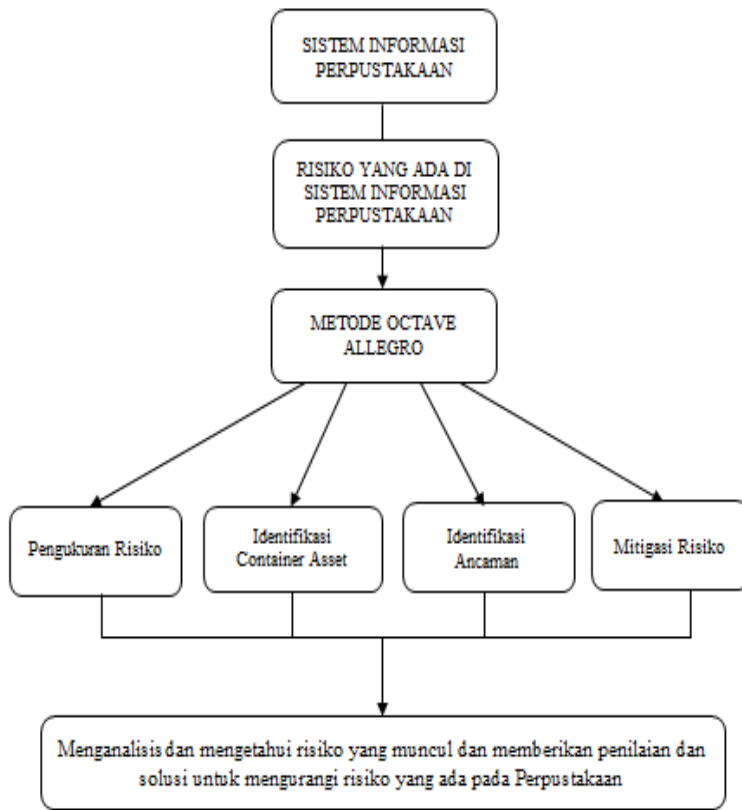 SISTEM INFORMASI
PERPUSTAKAAN
RISIKO YANG ADA DI
SISTEM INFORMASI
PERPUSTAKAAN
METODE OCTAVE
ALLEGRO
Pengukuran Risiko
Identifikasi
Container Asset
Identifikasi
Ancaman
Mitigasi Risiko
Menganalisis dan mengetahui risiko yang muncul dan memberikan penilaian dan
solusi untuk mengurangi risiko yang ada pada Perpustakaan